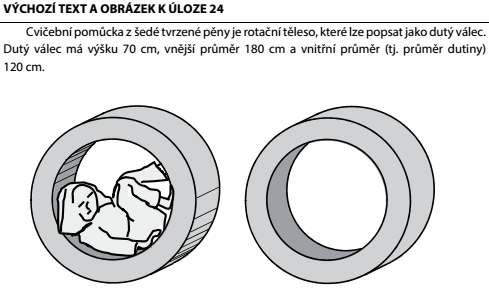 VÝCHOZÍ TEXT A OBRÁZEK K ÚLOZE 24
Cvičební pomůcka z šedé tvrzené pěny je rotační těleso, které lze popsat jako dutý válec.
Dutý válec má výšku 70 cm, vnější průměr 180 cm a vnitřní průměr (tj. průměr dutiny)
120 cm.